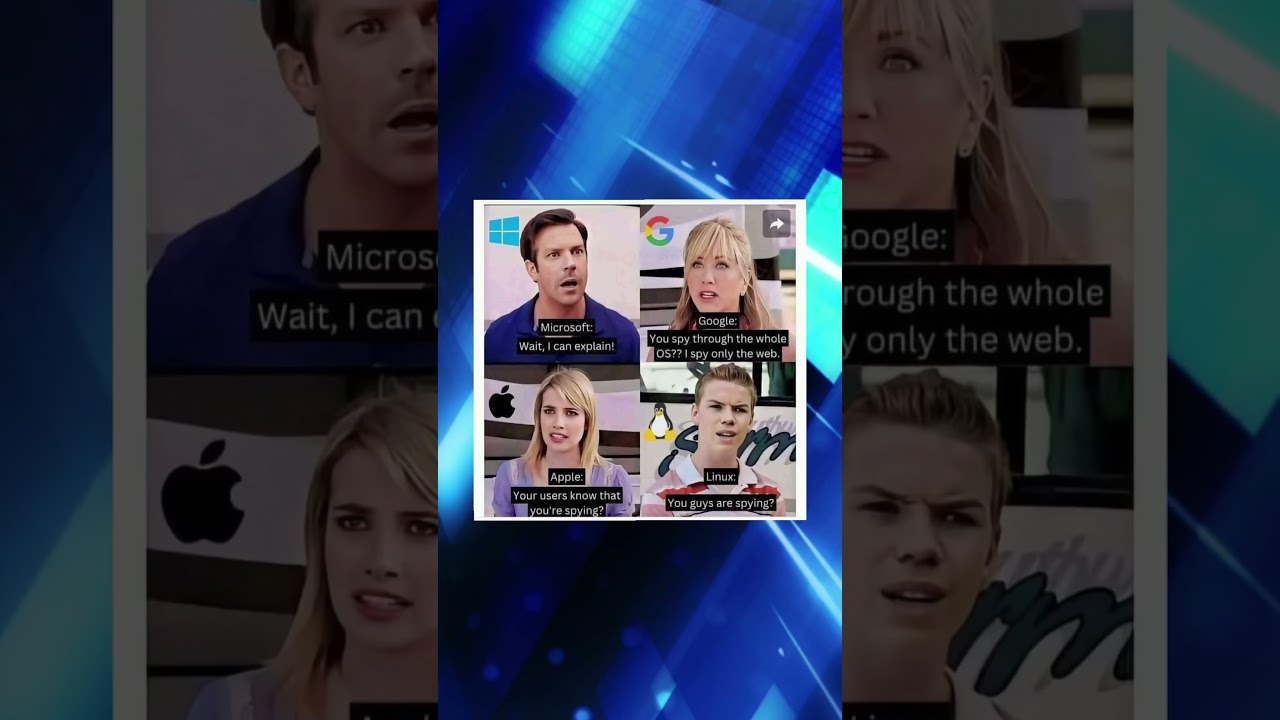 Microsoft:
Wait, I can explain!
Google:
You spy through the whole
OS?? I spy only the web.
Apple:
Your users know that
you're spying?
Linux:
You guys are spying?
Micros
Wait, I can
Google:
rough the whole
y only the web.